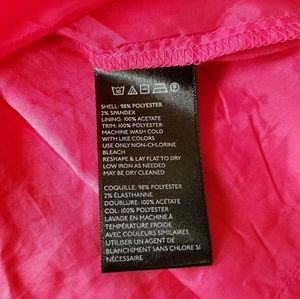 SHELL: 98% POLYESTER
2% SPANDEX
LINING: 100% ACETATE
TRIM: 100% POLYESTER
MACHINE WASH COLD
WITH LIKE COLORS
USE ONLY NON-CHLORINE
BLEACH
RESHAPE & LAY FLAT TO DRY
LOW IRON AS NEEDED
MAY BE DRY CLEANED
COQUILLE: 98% POLYESTER
2% ÉLASTHANNE
DOUBLURE: 100% ACÉTATE
COL: 100% POLYESTER
LAVAGE EN MACHINE À
TEMPÉRATURE FROIDE
AVEC COULEURS SIMILAIRES
UTILISER UN AGENT DE
BLANCHIMENT SANS CHLORE SI
NÉCESSAIRE